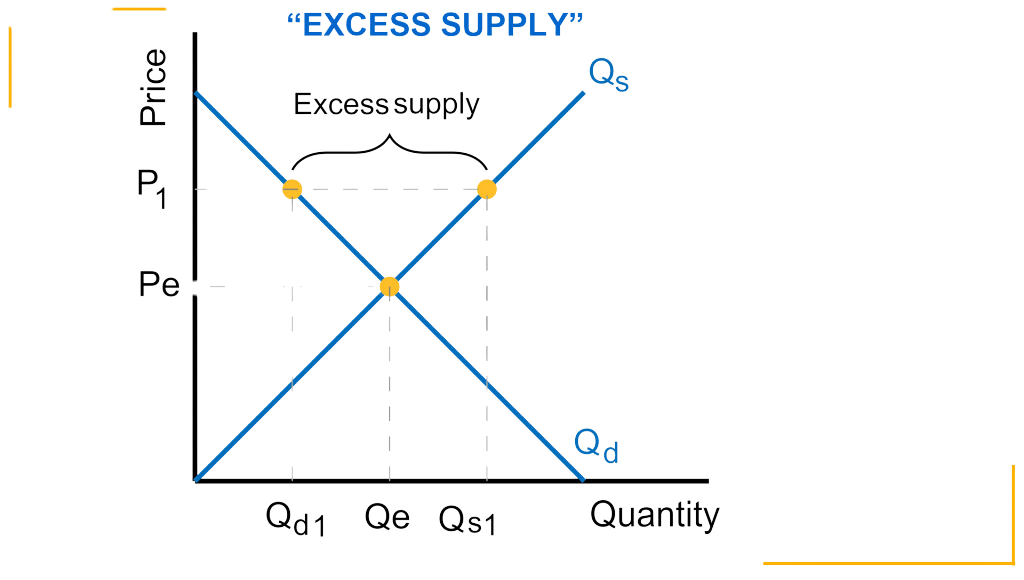 “EXCESS SUPPLY”
Price
Qs
Excess supply
P1
Pe
Qd
Qd1
Qe
Qs1
Quantity